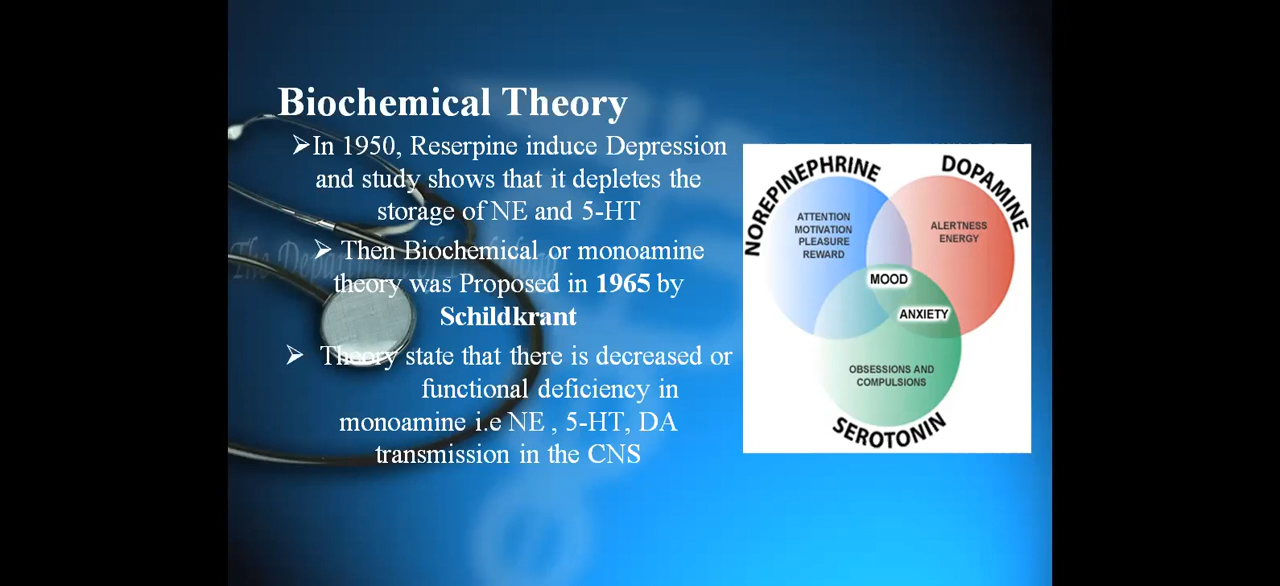 Biochemical Theory
➢In 1950, Reserpine induce Depression
and study shows that it depletes the
storage of NE and 5-HT
➢ Then Biochemical or monoamine
theory was Proposed in 1965 by
Schildkrant
➢ Theory state that there is decreased or
functional deficiency in
monoamine i.e NE , 5-HT, DA
transmission in the CNS
NOREPINEPHRINE
DOPAMINE
ATTENTION
MOTIVATION
PLEASURE
REWARD
ALERTNESS
ENERGY
MOOD
ANXIETY
OBSESSIONS AND
COMPULSIONS
SEROTONIN
The Department of